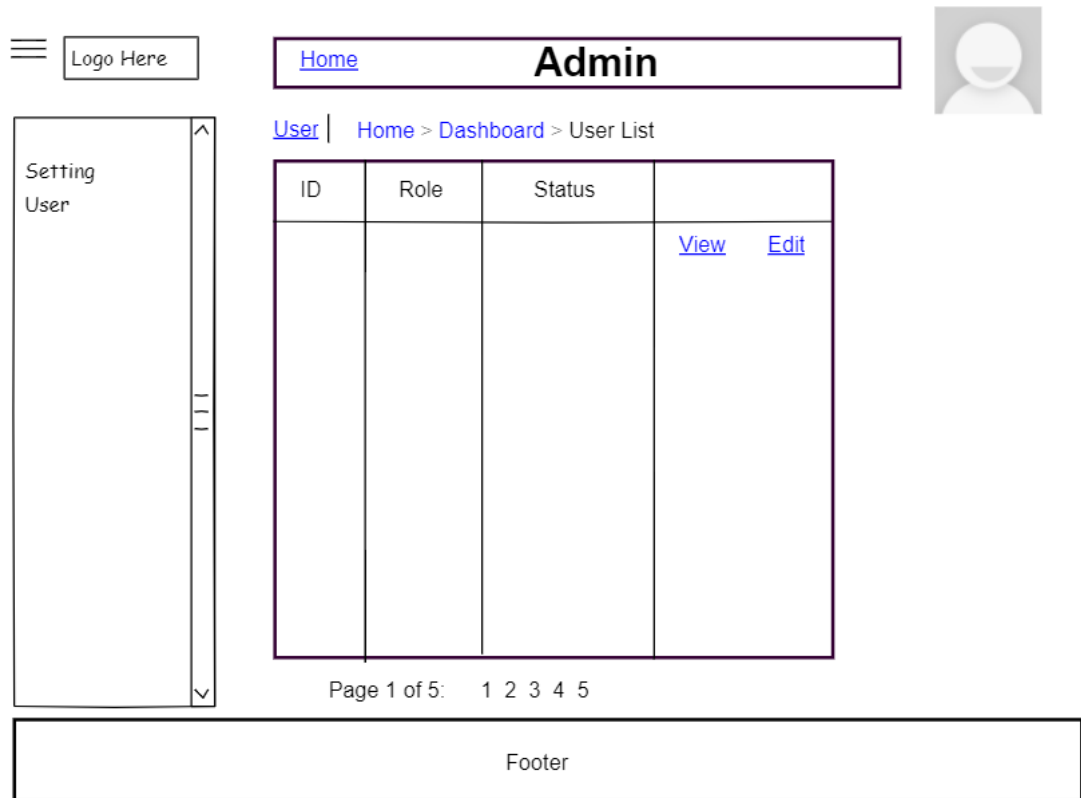 Logo Here
Home Admin
User | Home > Dashboard > User List
Setting
User
ID Role Status
View Edit
Page 1 of 5: 1 2 3 4 5
Footer